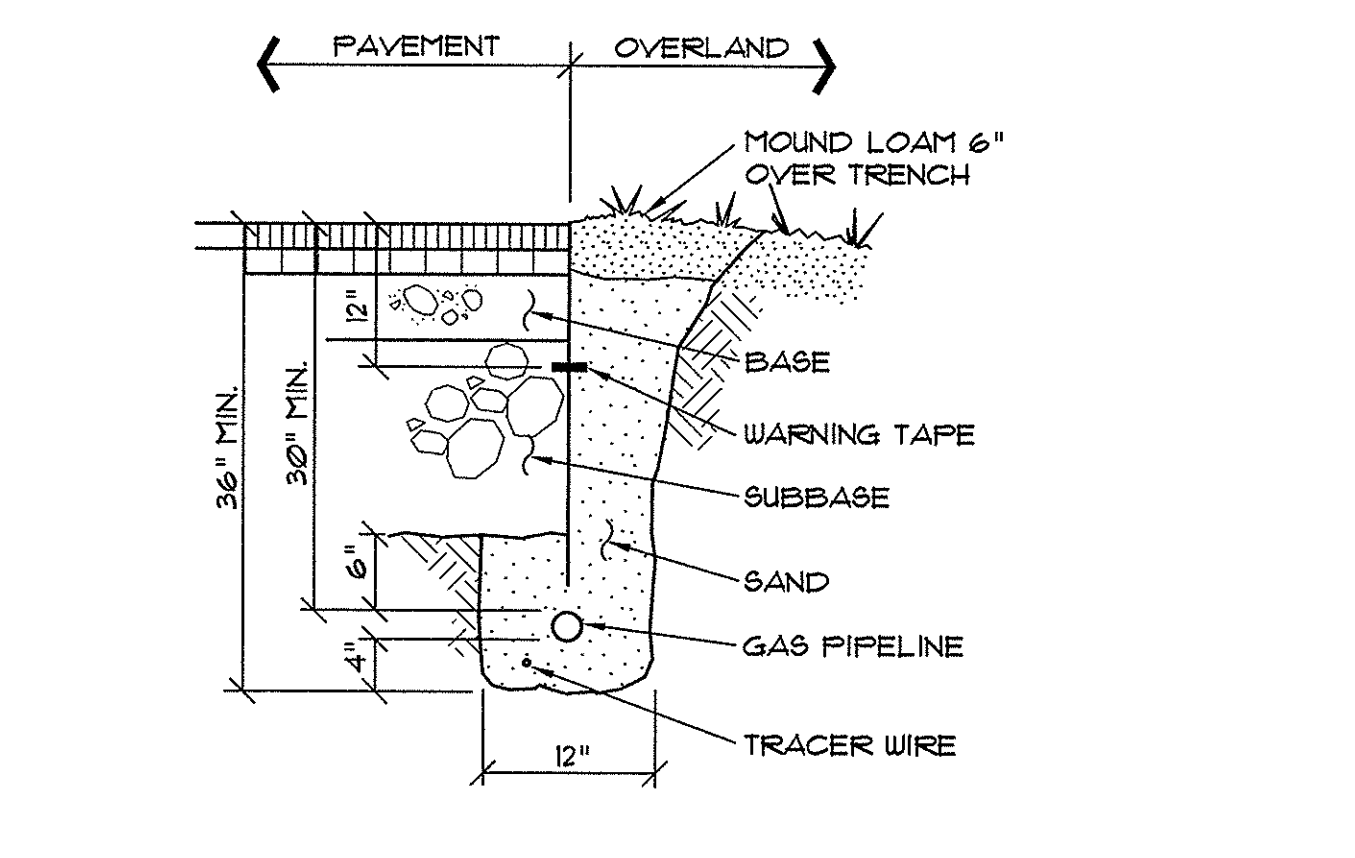 PAVEMENT
OVERLAND
MOUND LOAM 6"
OVER TRENCH
12"
BASE
36" MIN.
30" MIN.
WARNING TAPE
SUBBASE
6"
SAND
4"
GAS PIPELINE
TRACER WIRE
12"